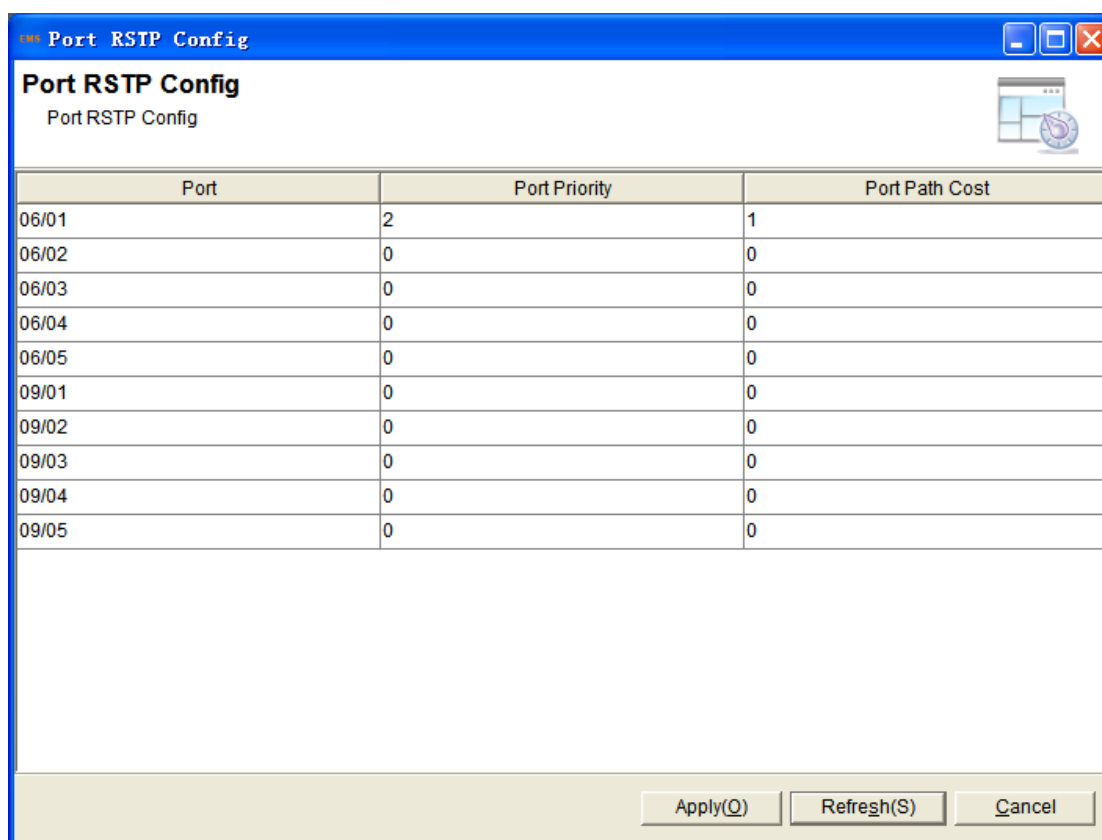 EMS Port RSTP Config
Port RSTP Config
Port RSTP Config
Port Port Priority Port Path Cost
06/01 2 1
06/02 0 0
06/03 0 0
06/04 0 0
06/05 0 0
09/01 0 0
09/02 0 0
09/03 0 0
09/04 0 0
09/05 0 0
Apply(O) Refresh(S) Cancel